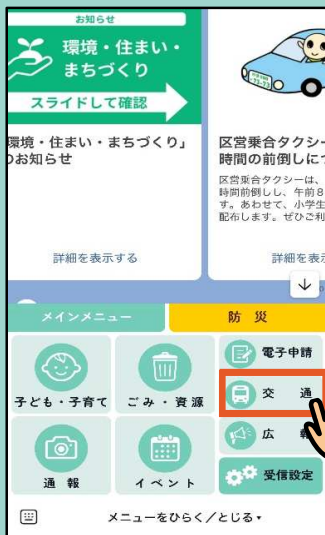 お知らせ
環境・住まい・
まちづくり
スライドして確認
環境・住まい・まちづくり」
のお知らせ
詳細を表示する
区営乗合タクシー
時間の前倒しに
区営乗合タクシーは、
時間前倒しし、午前8
す。あわせて、小学生
配布します。ぜひご利
詳細を表示
メインメニュー
防 災
子ども・子育て
ごみ・資源
電子申請
交 通
通 報
イベント
広 報
受信設定
メニューをひらく/とじる